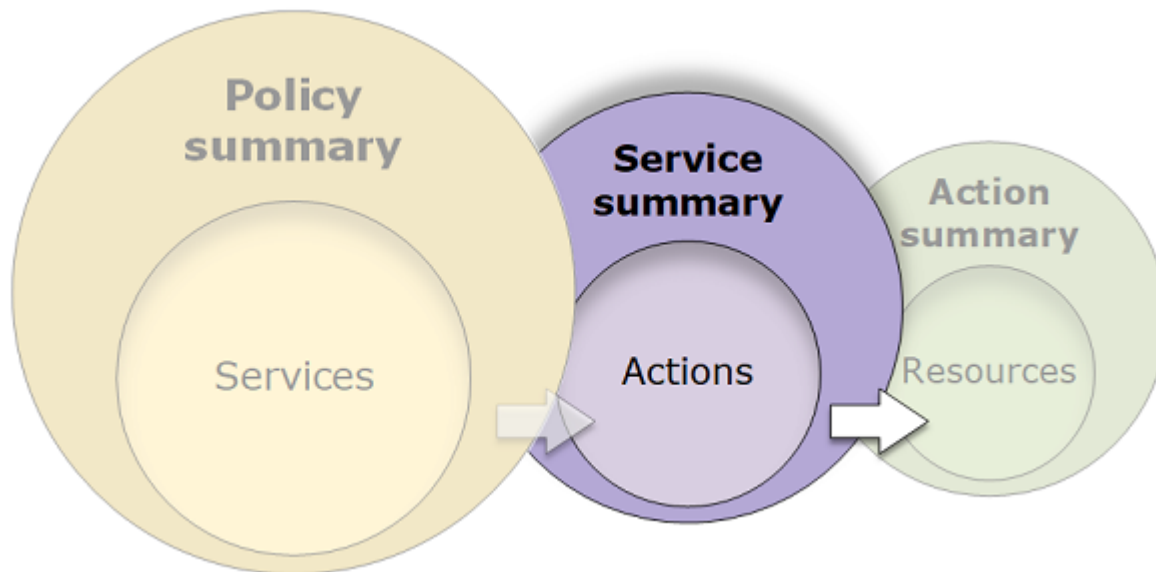 Policy
summary
Services
Service
summary
Actions
Action
summary
Resources